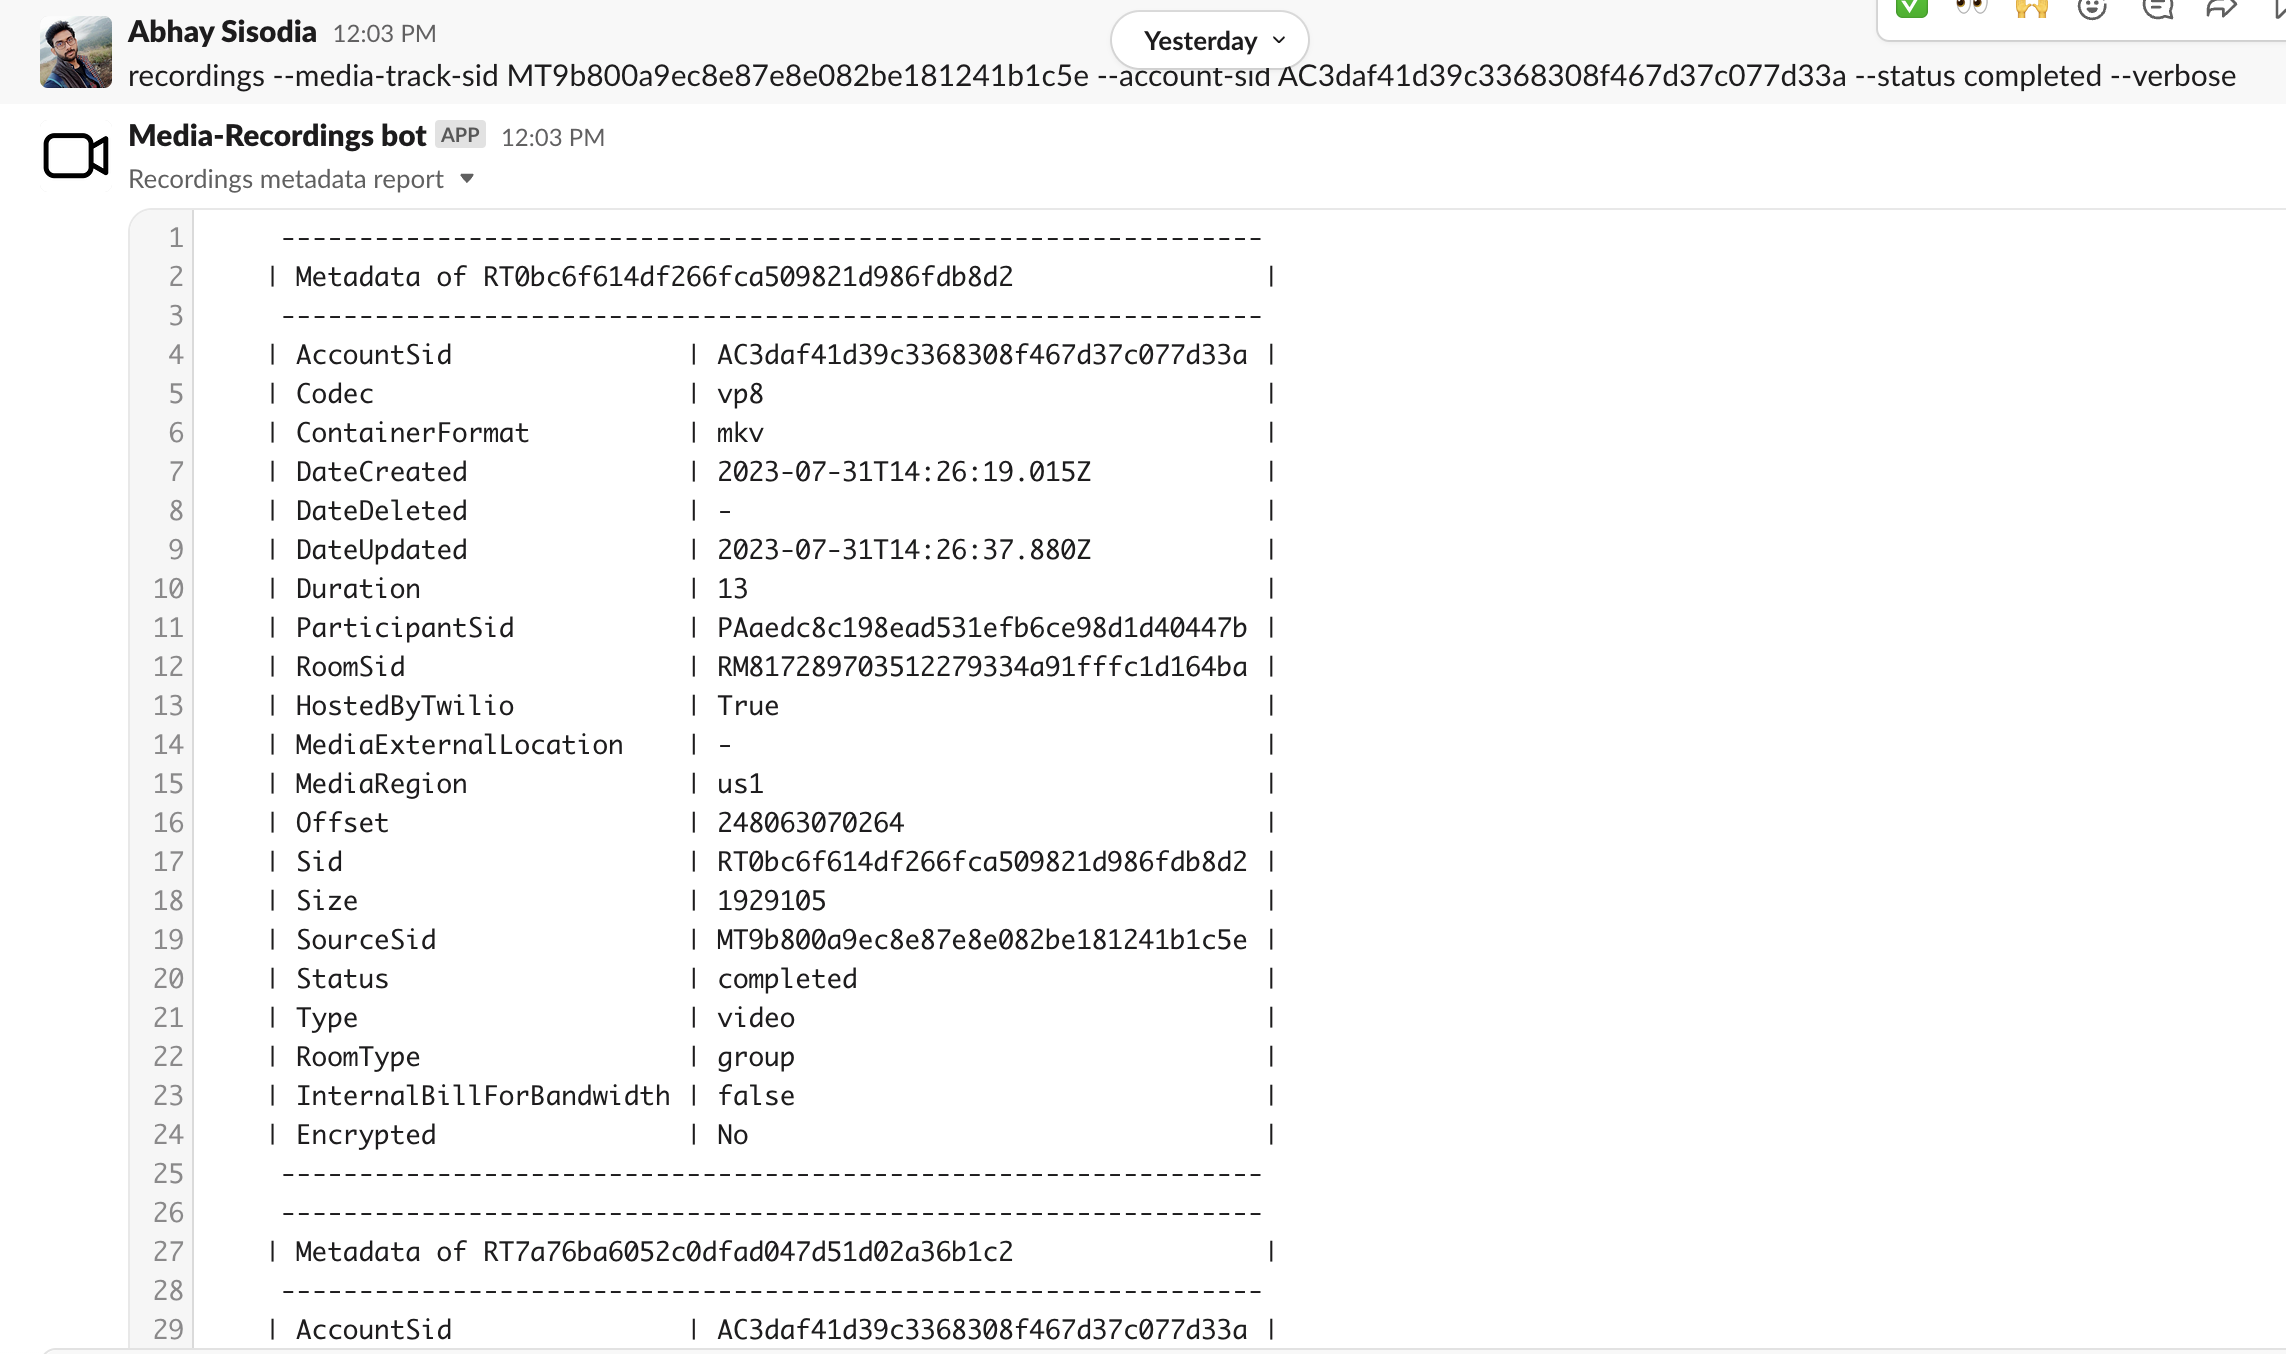 Abhay Sisodia 12:03 PM
Yesterday
recordings --media-track-sid MT9b800a9ec8e87e8e082be181241b1c5e --account-sid AC3daf41d39c3368308f467d37c077d33a --status completed --verbose
Media-Recordings bot APP 12:03 PM
Recordings metadata report
1 ---------------------------------------------------------------
2 | Metadata of RT0bc6f614df266fca509821d986fdb8d2 |
3 ---------------------------------------------------------------
4 | AccountSid | AC3daf41d39c3368308f467d37c077d33a |
5 | Codec | vp8 |
6 | ContainerFormat | mkv |
7 | DateCreated | 2023-07-31T14:26:19.015Z |
8 | DateDeleted | - |
9 | DateUpdated | 2023-07-31T14:26:37.880Z |
10 | Duration | 13 |
11 | ParticipantSid | PAaedc8c198ead531efb6ce98d1d40447b |
12 | RoomSid | RM817289703512279334a91fffc1d164ba |
13 | HostedByTwilio | True |
14 | MediaExternalLocation | - |
15 | MediaRegion | us1 |
16 | Offset | 248063070264 |
17 | Sid | RT0bc6f614df266fca509821d986fdb8d2 |
18 | Size | 1929105 |
19 | SourceSid | MT9b800a9ec8e87e8e082be181241b1c5e |
20 | Status | completed |
21 | Type | video |
22 | RoomType | group |
23 | InternalBillForBandwidth | false |
24 | Encrypted | No |
25 ---------------------------------------------------------------
26 ---------------------------------------------------------------
27 | Metadata of RT7a76ba6052c0dfad047d51d02a36b1c2 |
28 ---------------------------------------------------------------
29 | AccountSid | AC3daf41d39c3368308f467d37c077d33a |